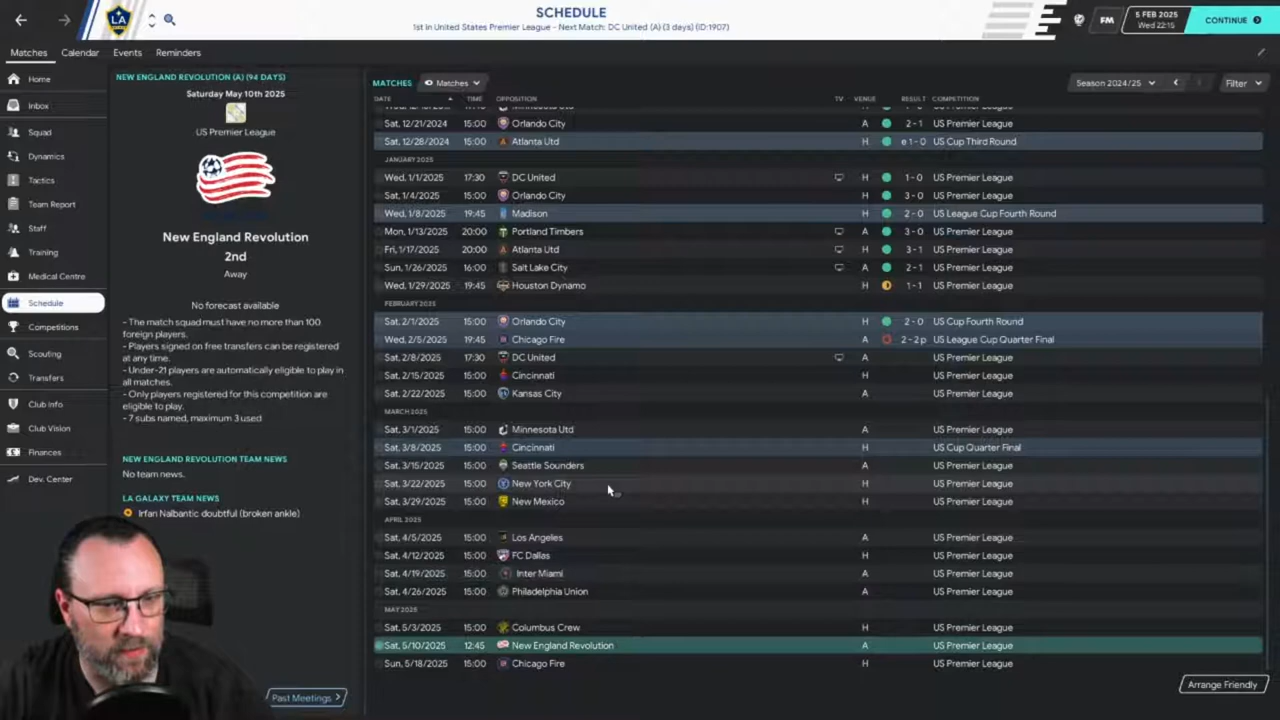 LA
SCHEDULE
1st in United States Premier League - Next Match: DC United (A) (3 days) (ID:1907)
FM
5 FEB 2025
Wed 22:15
CONTINUE
Matches
Calendar
Events
Reminders
Home
Inbox
Squad
Dynamics
Tactics
Team Report
Staff
Training
Medical Centre
Schedule
Competitions
Scouting
Transfers
Club Info
Club Vision
Finances
Dev. Center
NEW ENGLAND REVOLUTION (A) (94 DAYS)
Saturday May 10th 2025
US Premier League
New England Revolution
2nd
Away
No forecast available
- The match squad must have no more than 100
foreign players.
- Players signed on free transfers can be registered
at any time.
- Under-21 players are automatically eligible to play in
all matches.
- Only players registered for this competition are
eligible to play.
- 7 subs named, maximum 3 used
NEW ENGLAND REVOLUTION TEAM NEWS
No team news.
LA GALAXY TEAM NEWS
Irfan Nalbantic doubtful (broken ankle)
Past Meetings >
MATCHES
Matches
Season 2024/25
Filter
DATE TIME OPPOSITION TV VENUE RESULT COMPETITION
Sat, 12/21/2024 15:00 Orlando City A 2 - 1 US Premier League
Sat, 12/28/2024 15:00 Atlanta Utd H e 1 - 0 US Cup Third Round
JANUARY 2025
Wed, 1/1/2025 17:30 DC United H 1 - 0 US Premier League
Sat, 1/4/2025 15:00 Orlando City H 3 - 0 US Premier League
Wed, 1/8/2025 19:45 Madison H 2 - 0 US League Cup Fourth Round
Mon, 1/13/2025 20:00 Portland Timbers A 3 - 0 US Premier League
Fri, 1/17/2025 20:00 Atlanta Utd H 3 - 1 US Premier League
Sun, 1/26/2025 16:00 Salt Lake City A 2 - 1 US Premier League
Wed, 1/29/2025 19:45 Houston Dynamo H 1 - 1 US Premier League
FEBRUARY 2025
Sat, 2/1/2025 15:00 Orlando City H 2 - 0 US Cup Fourth Round
Wed, 2/5/2025 19:45 Chicago Fire A 2 - 2 p US League Cup Quarter Final
Sat, 2/8/2025 17:30 DC United A US Premier League
Sat, 2/15/2025 15:00 Cincinnati H US Premier League
Sat, 2/22/2025 15:00 Kansas City A US Premier League
MARCH 2025
Sat, 3/1/2025 15:00 Minnesota Utd A US Premier League
Sat, 3/8/2025 15:00 Cincinnati H US Cup Quarter Final
Sat, 3/15/2025 15:00 Seattle Sounders A US Premier League
Sat, 3/22/2025 15:00 New York City H US Premier League
Sat, 3/29/2025 15:00 New Mexico H US Premier League
APRIL 2025
Sat, 4/5/2025 15:00 Los Angeles A US Premier League
Sat, 4/12/2025 15:00 FC Dallas H US Premier League
Sat, 4/19/2025 15:00 Inter Miami A US Premier League
Sat, 4/26/2025 15:00 Philadelphia Union A US Premier League
MAY 2025
Sat, 5/3/2025 15:00 Columbus Crew H US Premier League
Sat, 5/10/2025 12:45 New England Revolution A US Premier League
Sun, 5/18/2025 15:00 Chicago Fire H US Premier League
Arrange Friendly